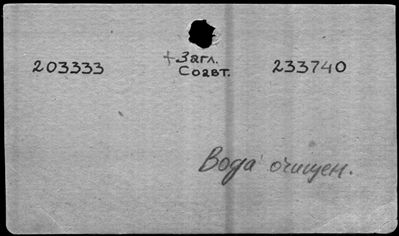 203333 + Загл. 233740
Соавт.
Вода очищен.